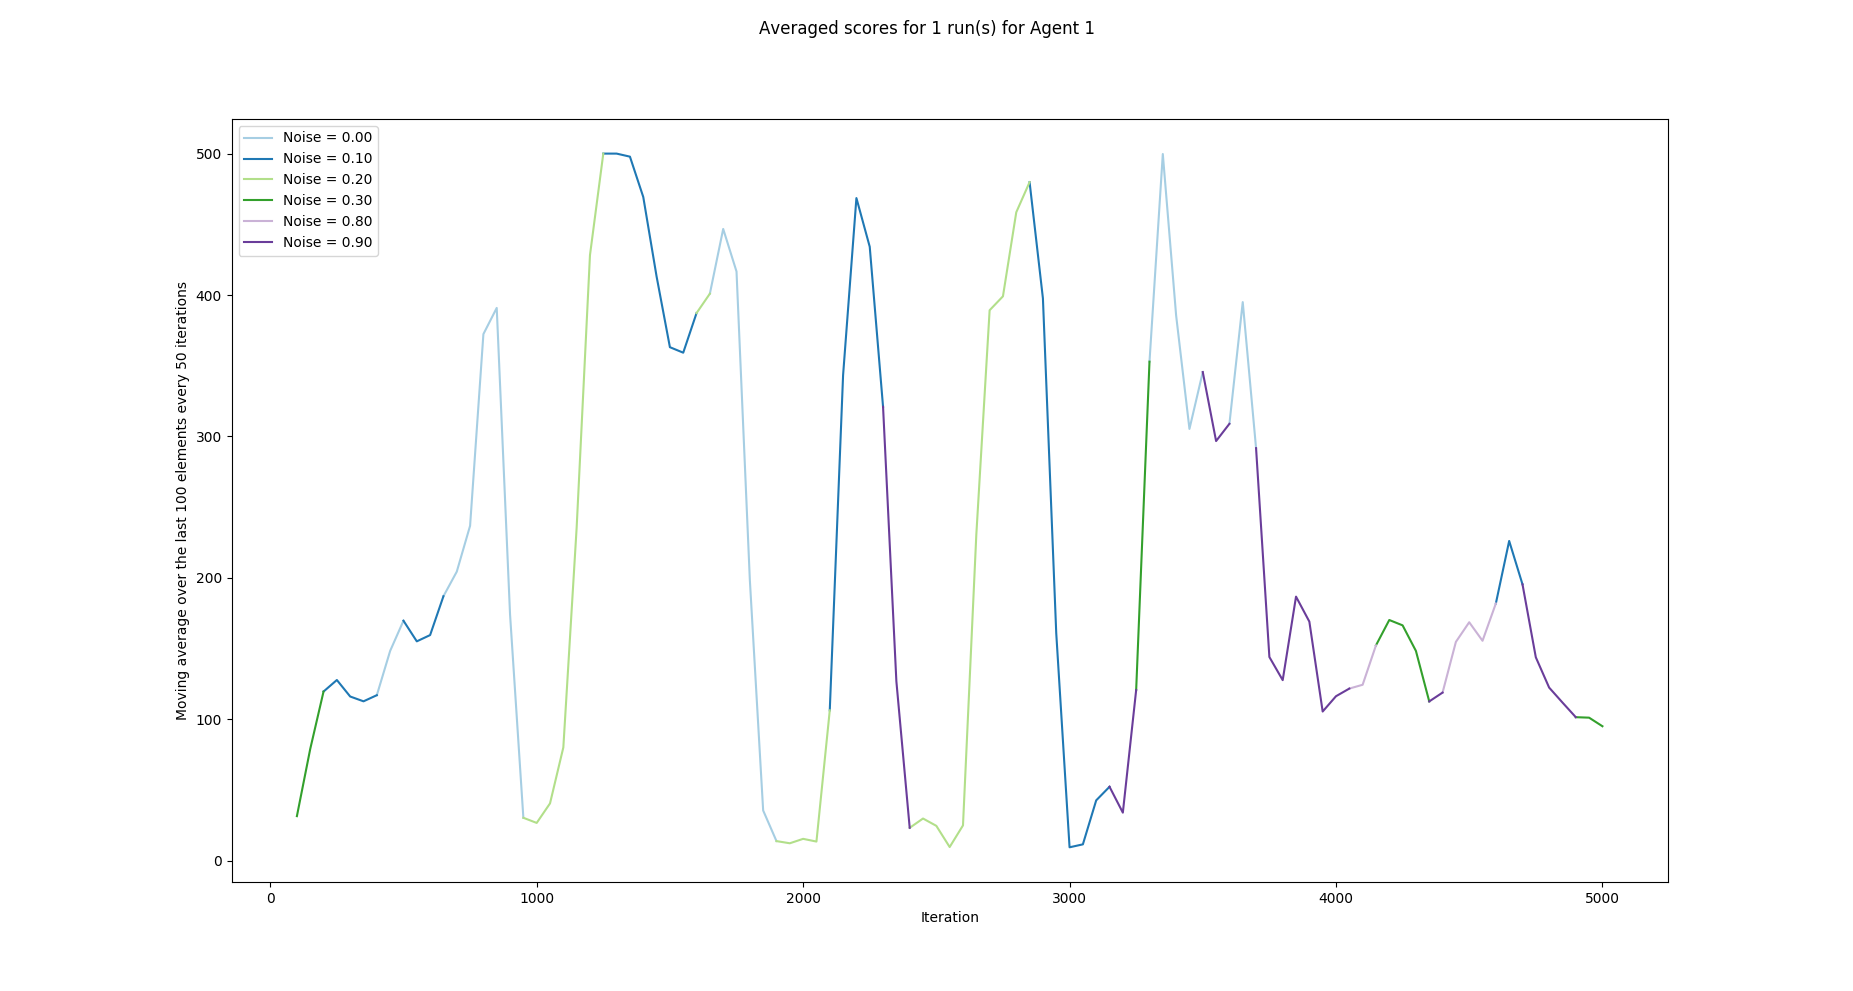 Averaged scores for 1 run(s) for Agent 1
Noise = 0.00
Noise = 0.10
Noise = 0.20
Noise = 0.30
Noise = 0.80
Noise = 0.90
Moving average over the last 100 elements every 50 iterations
500
400
300
200
100
0
0 1000 2000 3000 4000 5000
Iteration